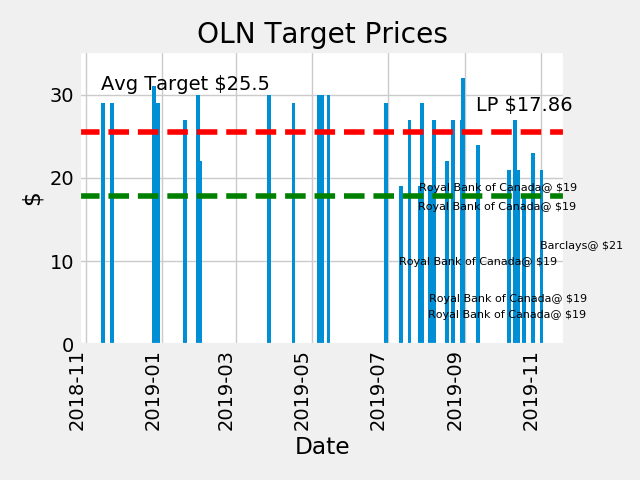 OLN Target Prices
Avg Target $25.5
LP $17.86
30
20
10
0
$
Royal Bank of Canada@ $19
Royal Bank of Canada@ $19
Barclays@ $21
Royal Bank of Canada@ $19
Royal Bank of Canada@ $19
Royal Bank of Canada@ $19
2018-11
2019-01
2019-03
2019-05
2019-07
2019-09
2019-11
Date